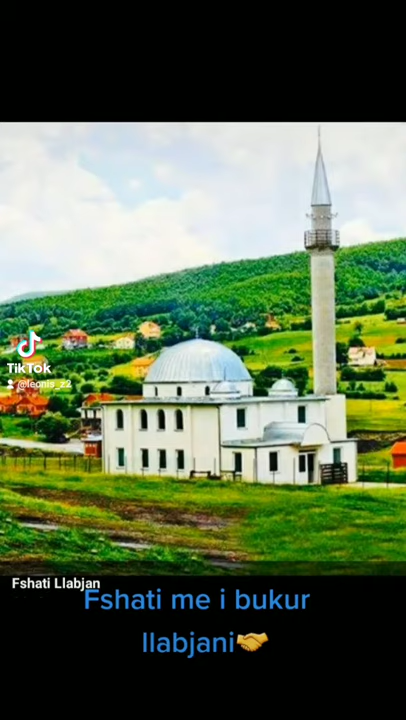 TikTok
@leonis_z2
Fshati Llabjan
Fshati me i bukur
llabjani🤝